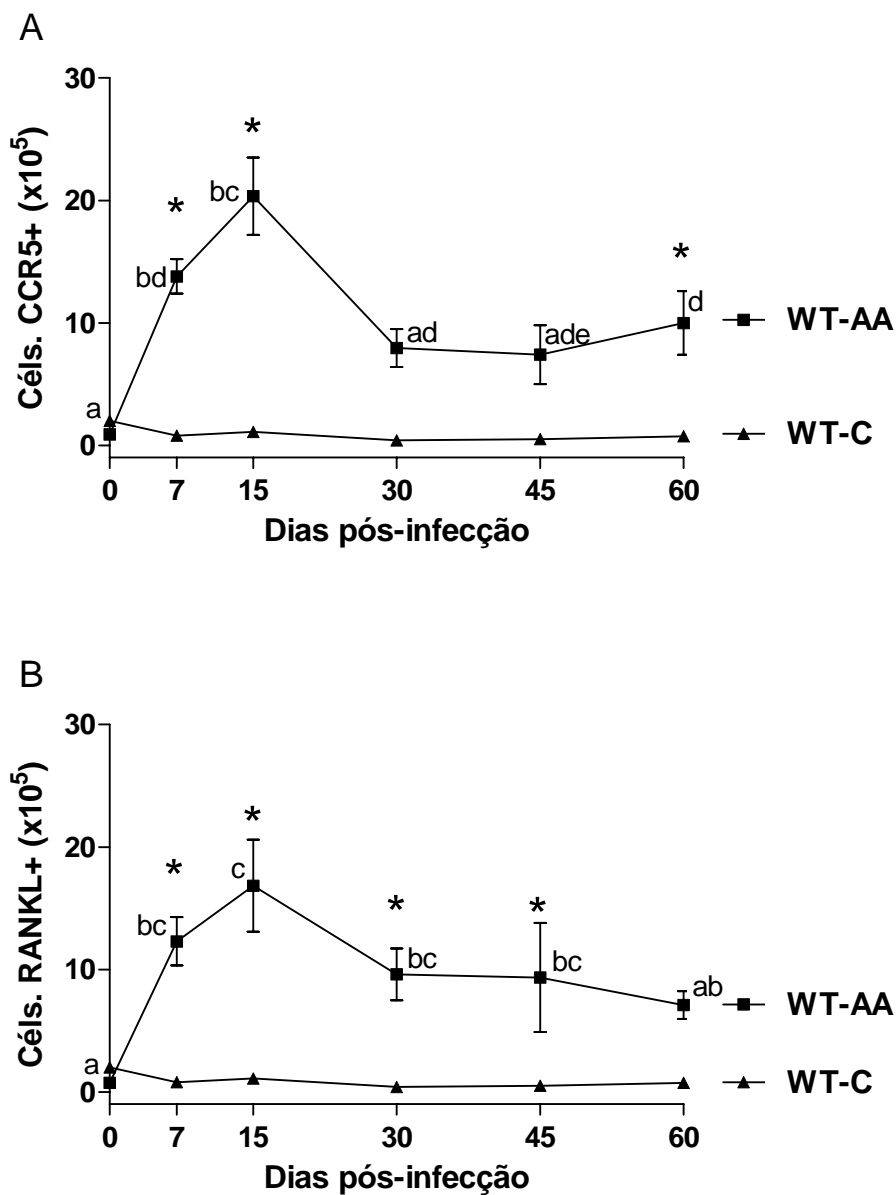 A
30
20
10
0
Céls. CCR5+ (x10⁵)
*
*
*
bc
bd
ad
ade
d
a
WT-AA
WT-C
0 7 15 30 45 60
Dias pós-infecção
B
30
20
10
0
Céls. RANKL+ (x10⁵)
*
*
*
*
c
bc
bc
bc
ab
a
WT-AA
WT-C
0 7 15 30 45 60
Dias pós-infecção